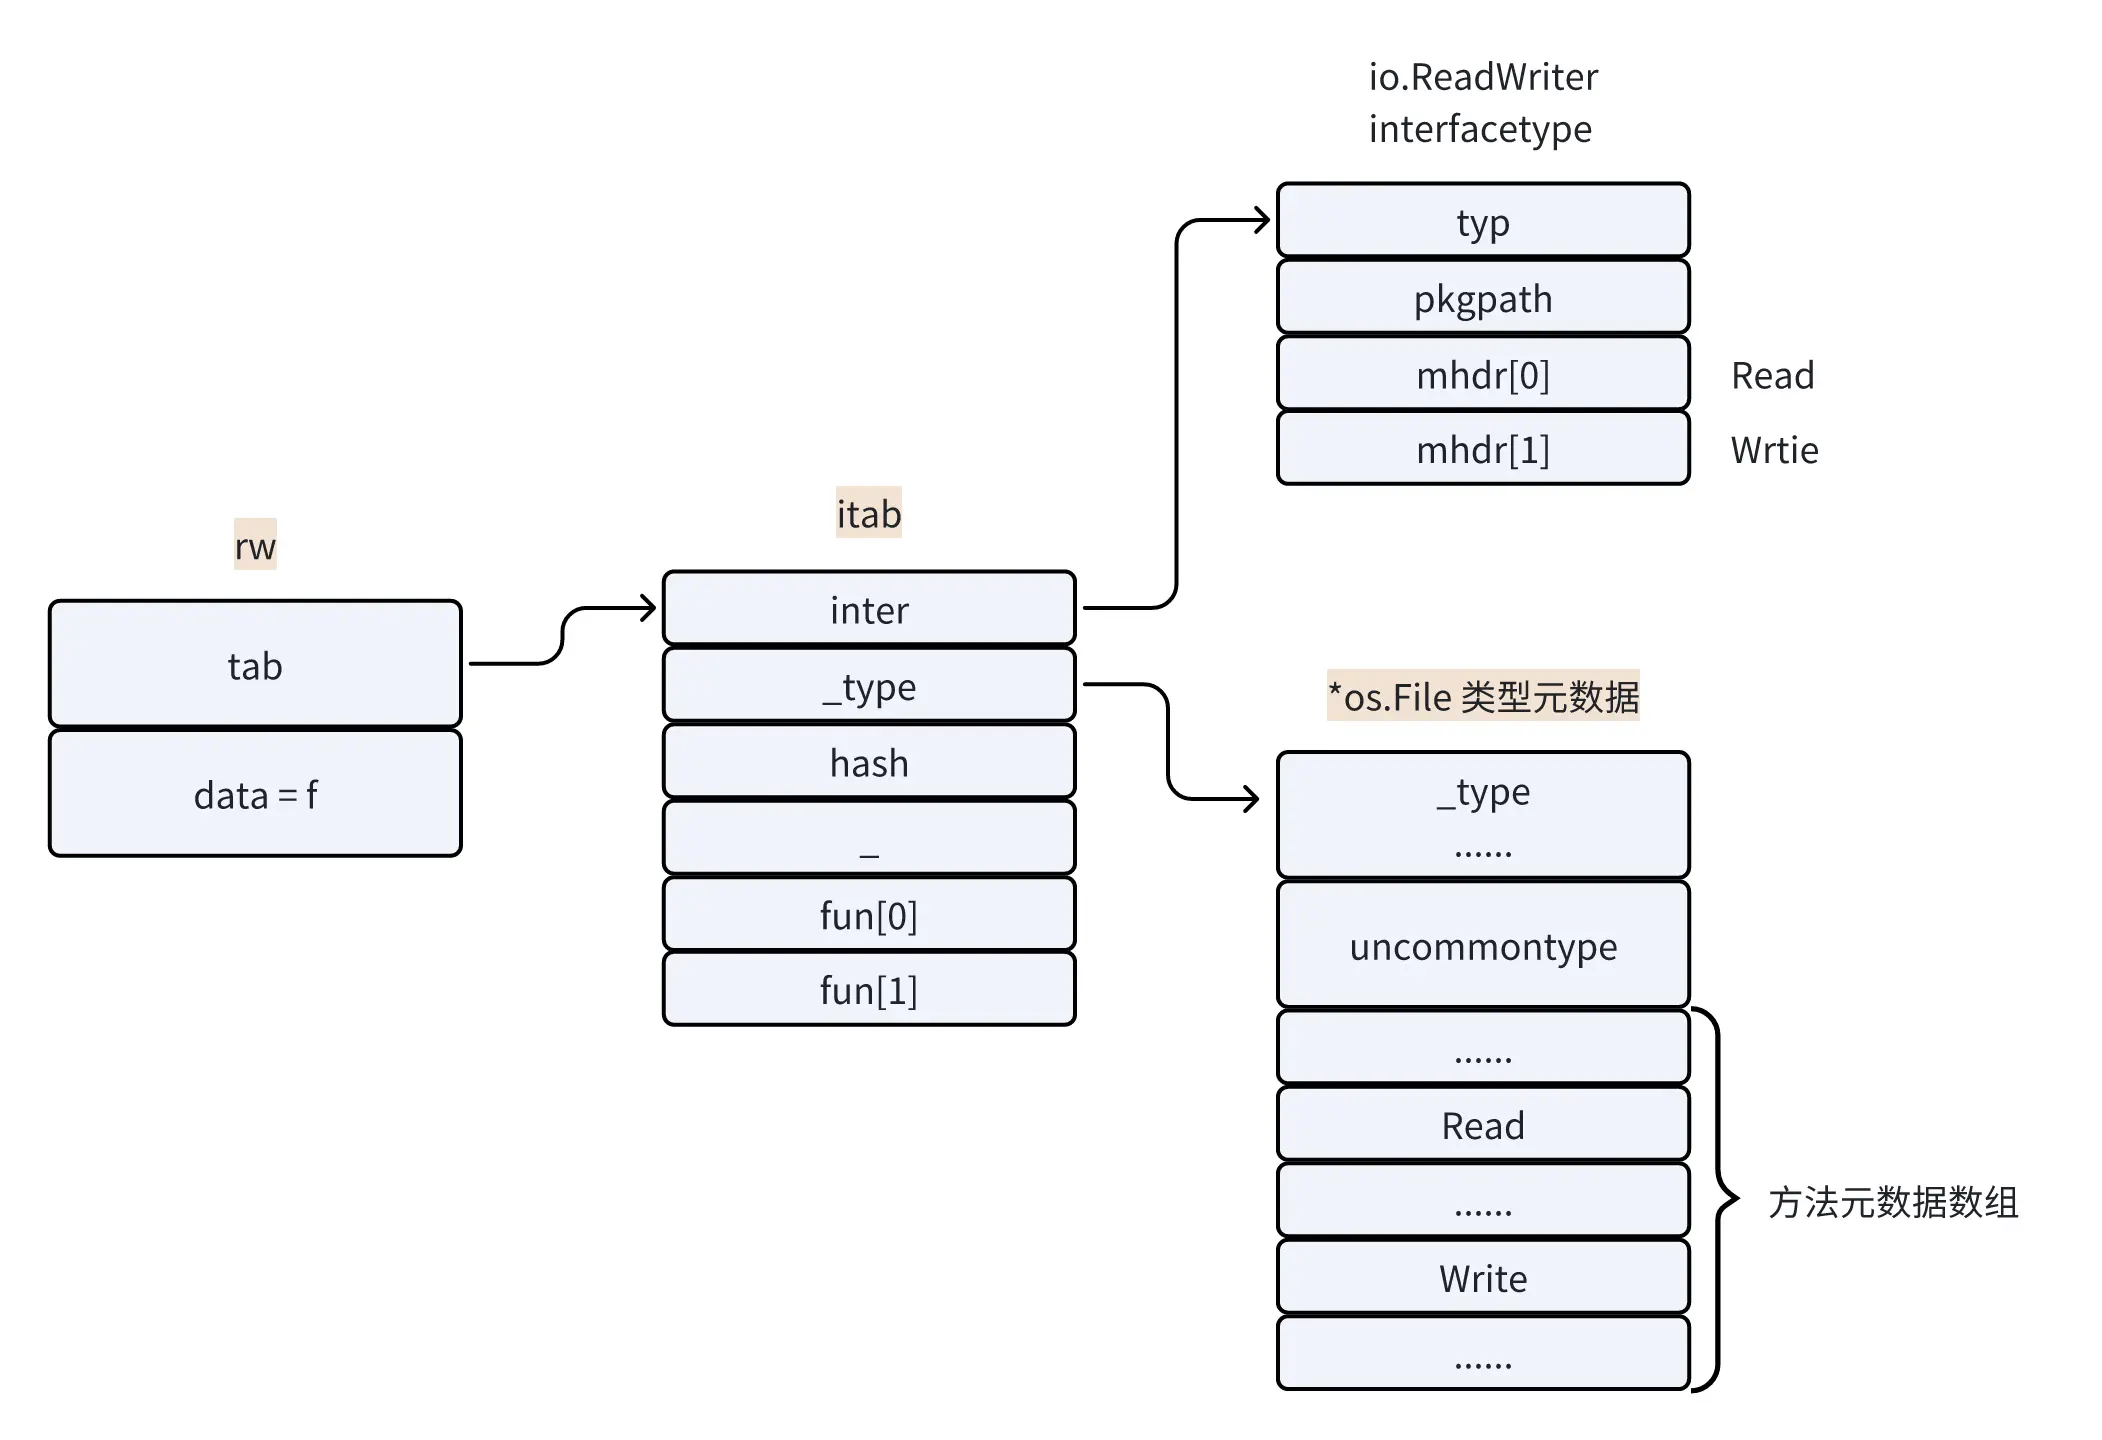 rw
tab
data = f
itab
inter
_type
hash
_
fun[0]
fun[1]
io.ReadWriter
interfacetype
typ
pkgpath
mhdr[0]
Read
mhdr[1]
Wrtie
*os.File 类型元数据
_type
......
uncommontype
......
Read
......
Write
......
方法元数据数组